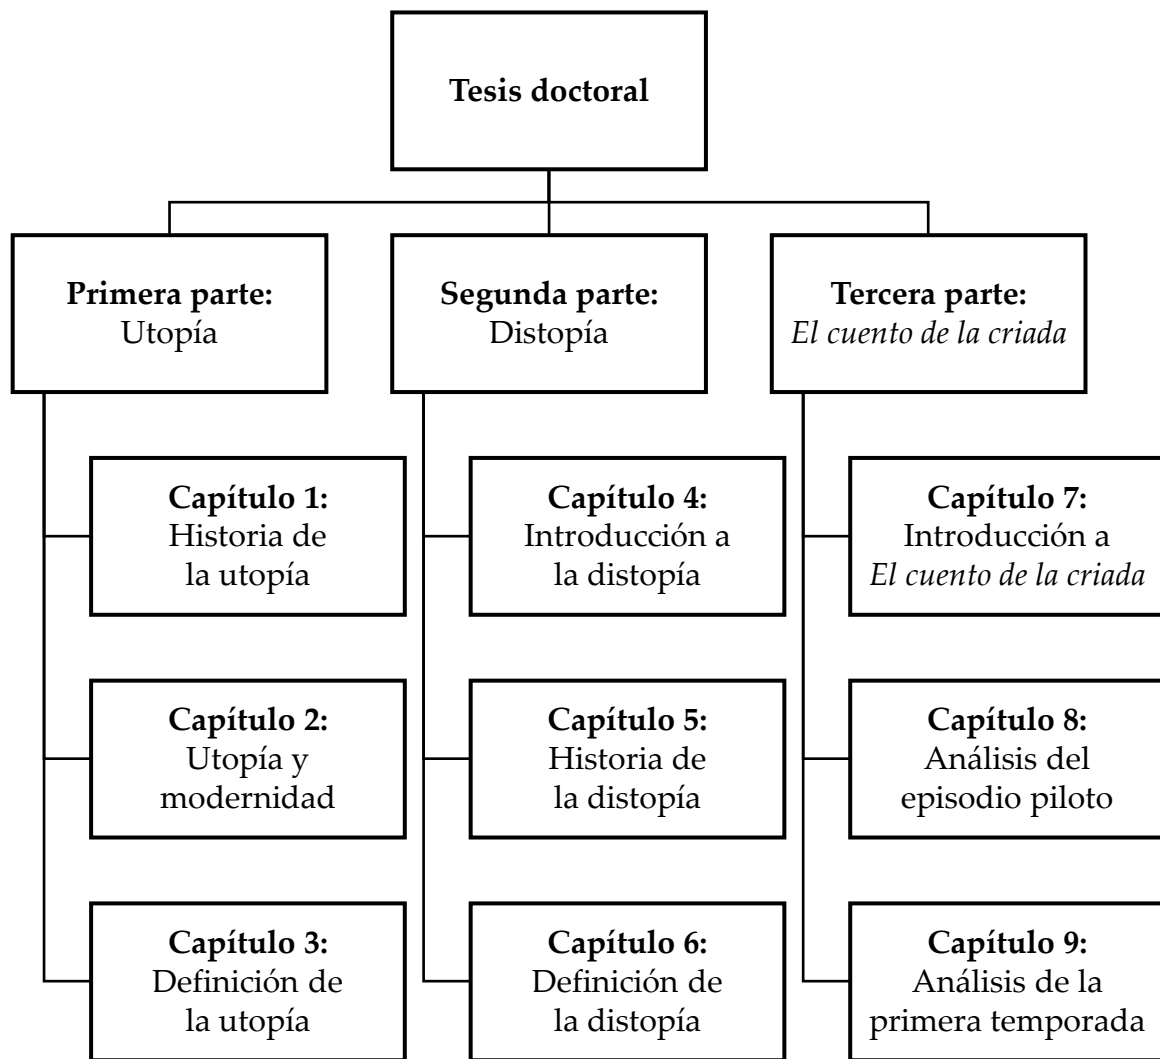 Tesis doctoral
Primera parte:
Utopía
Segunda parte:
Distopía
Tercera parte:
El cuento de la criada
Capítulo 1:
Historia de
la utopía
Capítulo 4:
Introducción a
la distopía
Capítulo 7:
Introducción a
El cuento de la criada
Capítulo 2:
Utopía y
modernidad
Capítulo 5:
Historia de
la distopía
Capítulo 8:
Análisis del
episodio piloto
Capítulo 3:
Definición de
la utopía
Capítulo 6:
Definición de
la distopía
Capítulo 9:
Análisis de la
primera temporada